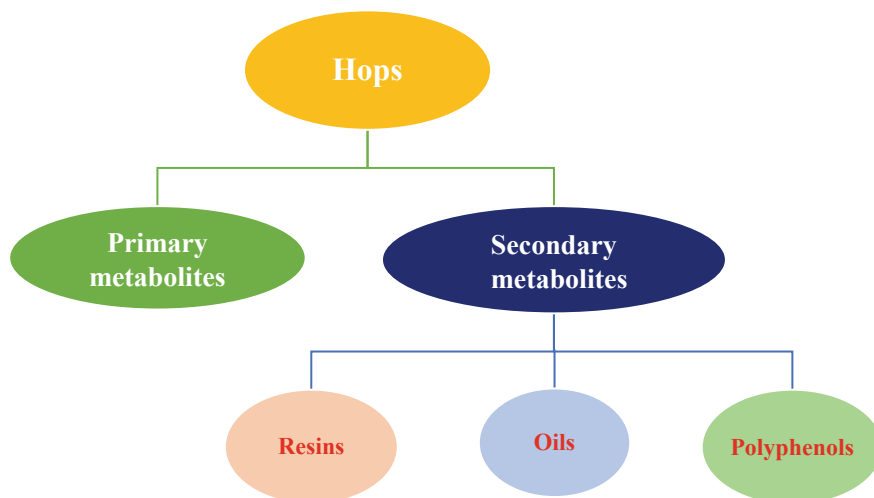 Hops
Primary
metabolites
Secondary
metabolites
Resins
Oils
Polyphenols